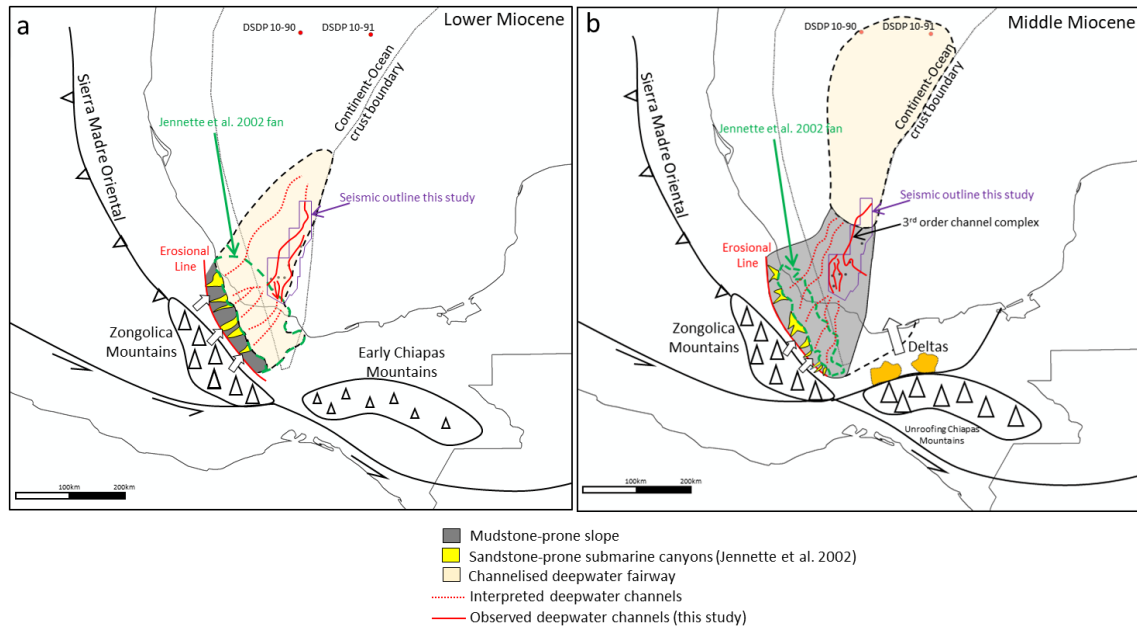 a
Lower Miocene
DSDP 10-90
DSDP 10-91
Sierra Madre Oriental
Continent-Ocean
crust boundary
Jennette et al. 2002 fan
Seismic outline this study
Erosional
Line
Zongolica
Mountains
Early Chiapas
Mountains
100km
200km
b
Middle Miocene
DSDP 10-90
DSDP 10-91
Sierra Madre Oriental
Continent-Ocean
crust boundary
Jennette et al. 2002 fan
Seismic outline this study
3rd order channel complex
Erosional
Line
Zongolica
Mountains
Deltas
Unroofing Chiapas
Mountains
100km
200km
Mudstone-prone slope
Sandstone-prone submarine canyons (Jennette et al. 2002)
Channelised deepwater fairway
Interpreted deepwater channels
Observed deepwater channels (this study)